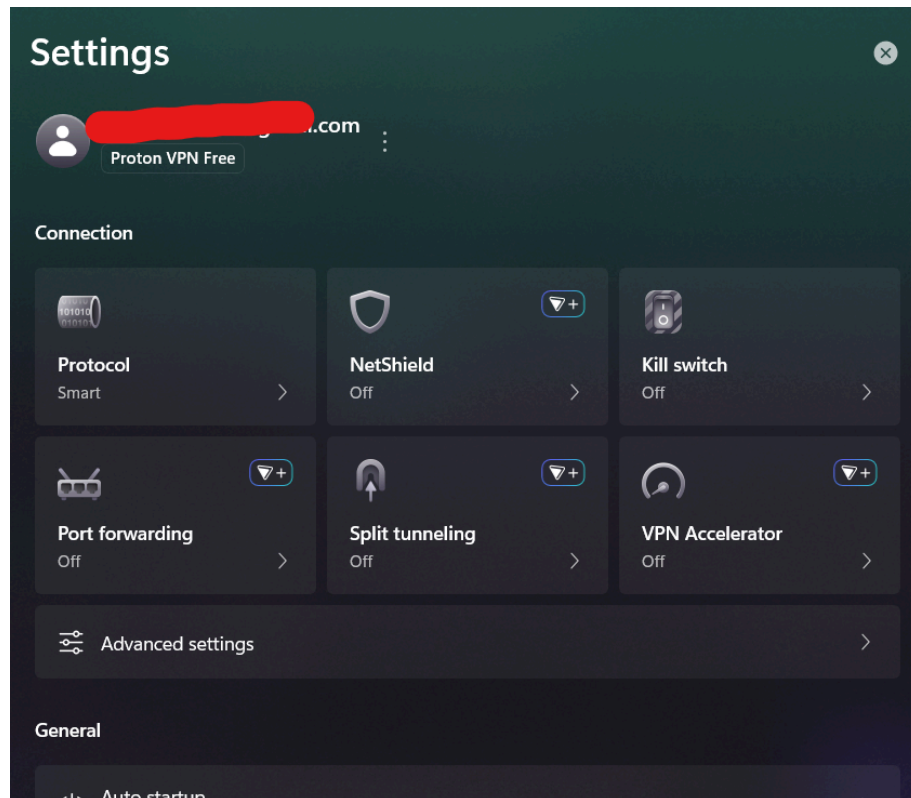 Settings
.com
Proton VPN Free
Connection
Protocol
Smart
NetShield
Off
Kill switch
Off
Port forwarding
Off
Split tunneling
Off
VPN Accelerator
Off
Advanced settings
General
Auto startup